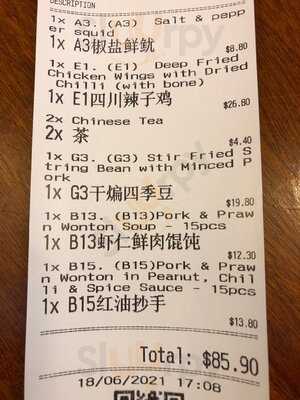 DESCRIPTION
1x A3. (A3) Salt & pepp
er squid
1x A3椒盐鲜鱿
$8.80
1x E1. (E1) Deep Fried
Chicken Wings with Dried
Chilli (with bone)
1x E1四川辣子鸡
$26.80
2x Chinese Tea
2x 茶
$4.40
1x G3. (G3) Stir Fried S
tring Bean with Minced P
ork
1x G3干煸四季豆
$19.80
1x B13. (B13)Pork & Praw
n Wonton Soup - 15pcs
1x B13虾仁鲜肉馄饨
$12.30
1x B15. (B15)Pork & Praw
n Wonton in Peanut, Chil
li & Spice Sauce - 15pcs
1x B15红油抄手
$13.80
Total: $85.90
18/06/2021 17:08